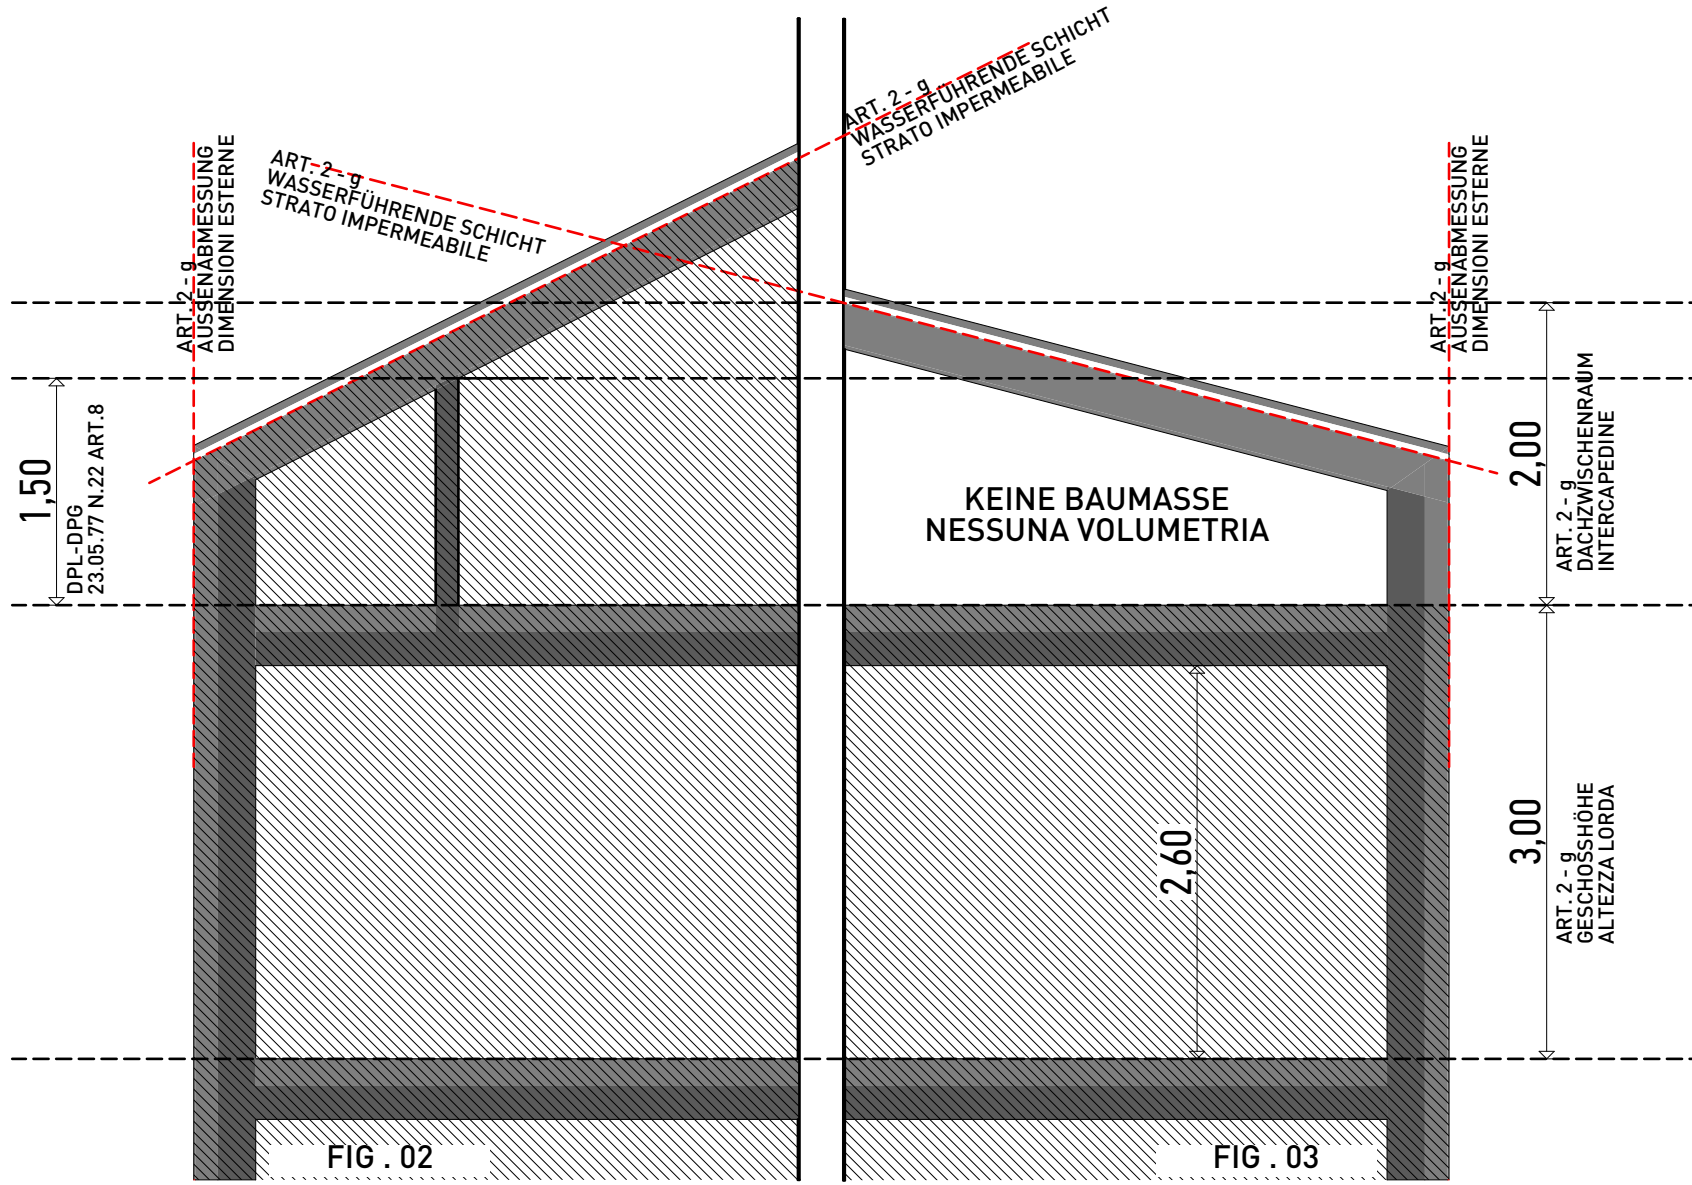 ART. 2 - g
WASSERFÜHRENDE SCHICHT
STRATO IMPERMEABILE
ART. 2 - g
WASSERFÜHRENDE SCHICHT
STRATO IMPERMEABILE
ART. 2 - g
AUSSENABMESSUNG
DIMENSIONI ESTERNE
ART. 2 - g
AUSSENABMESSUNG
DIMENSIONI ESTERNE
1,50
DPL-DPG
23.05.77 N.22 ART.8
KEINE BAUMASSE
NESSUNA VOLUMETRIA
2,00
ART. 2 - g
DACHZWISCHENRAUM
INTERCAPEDINE
2,60
3,00
ART. 2 - g
GESCHOSSHÖHE
ALTEZZA LORDA
FIG . 02
FIG . 03